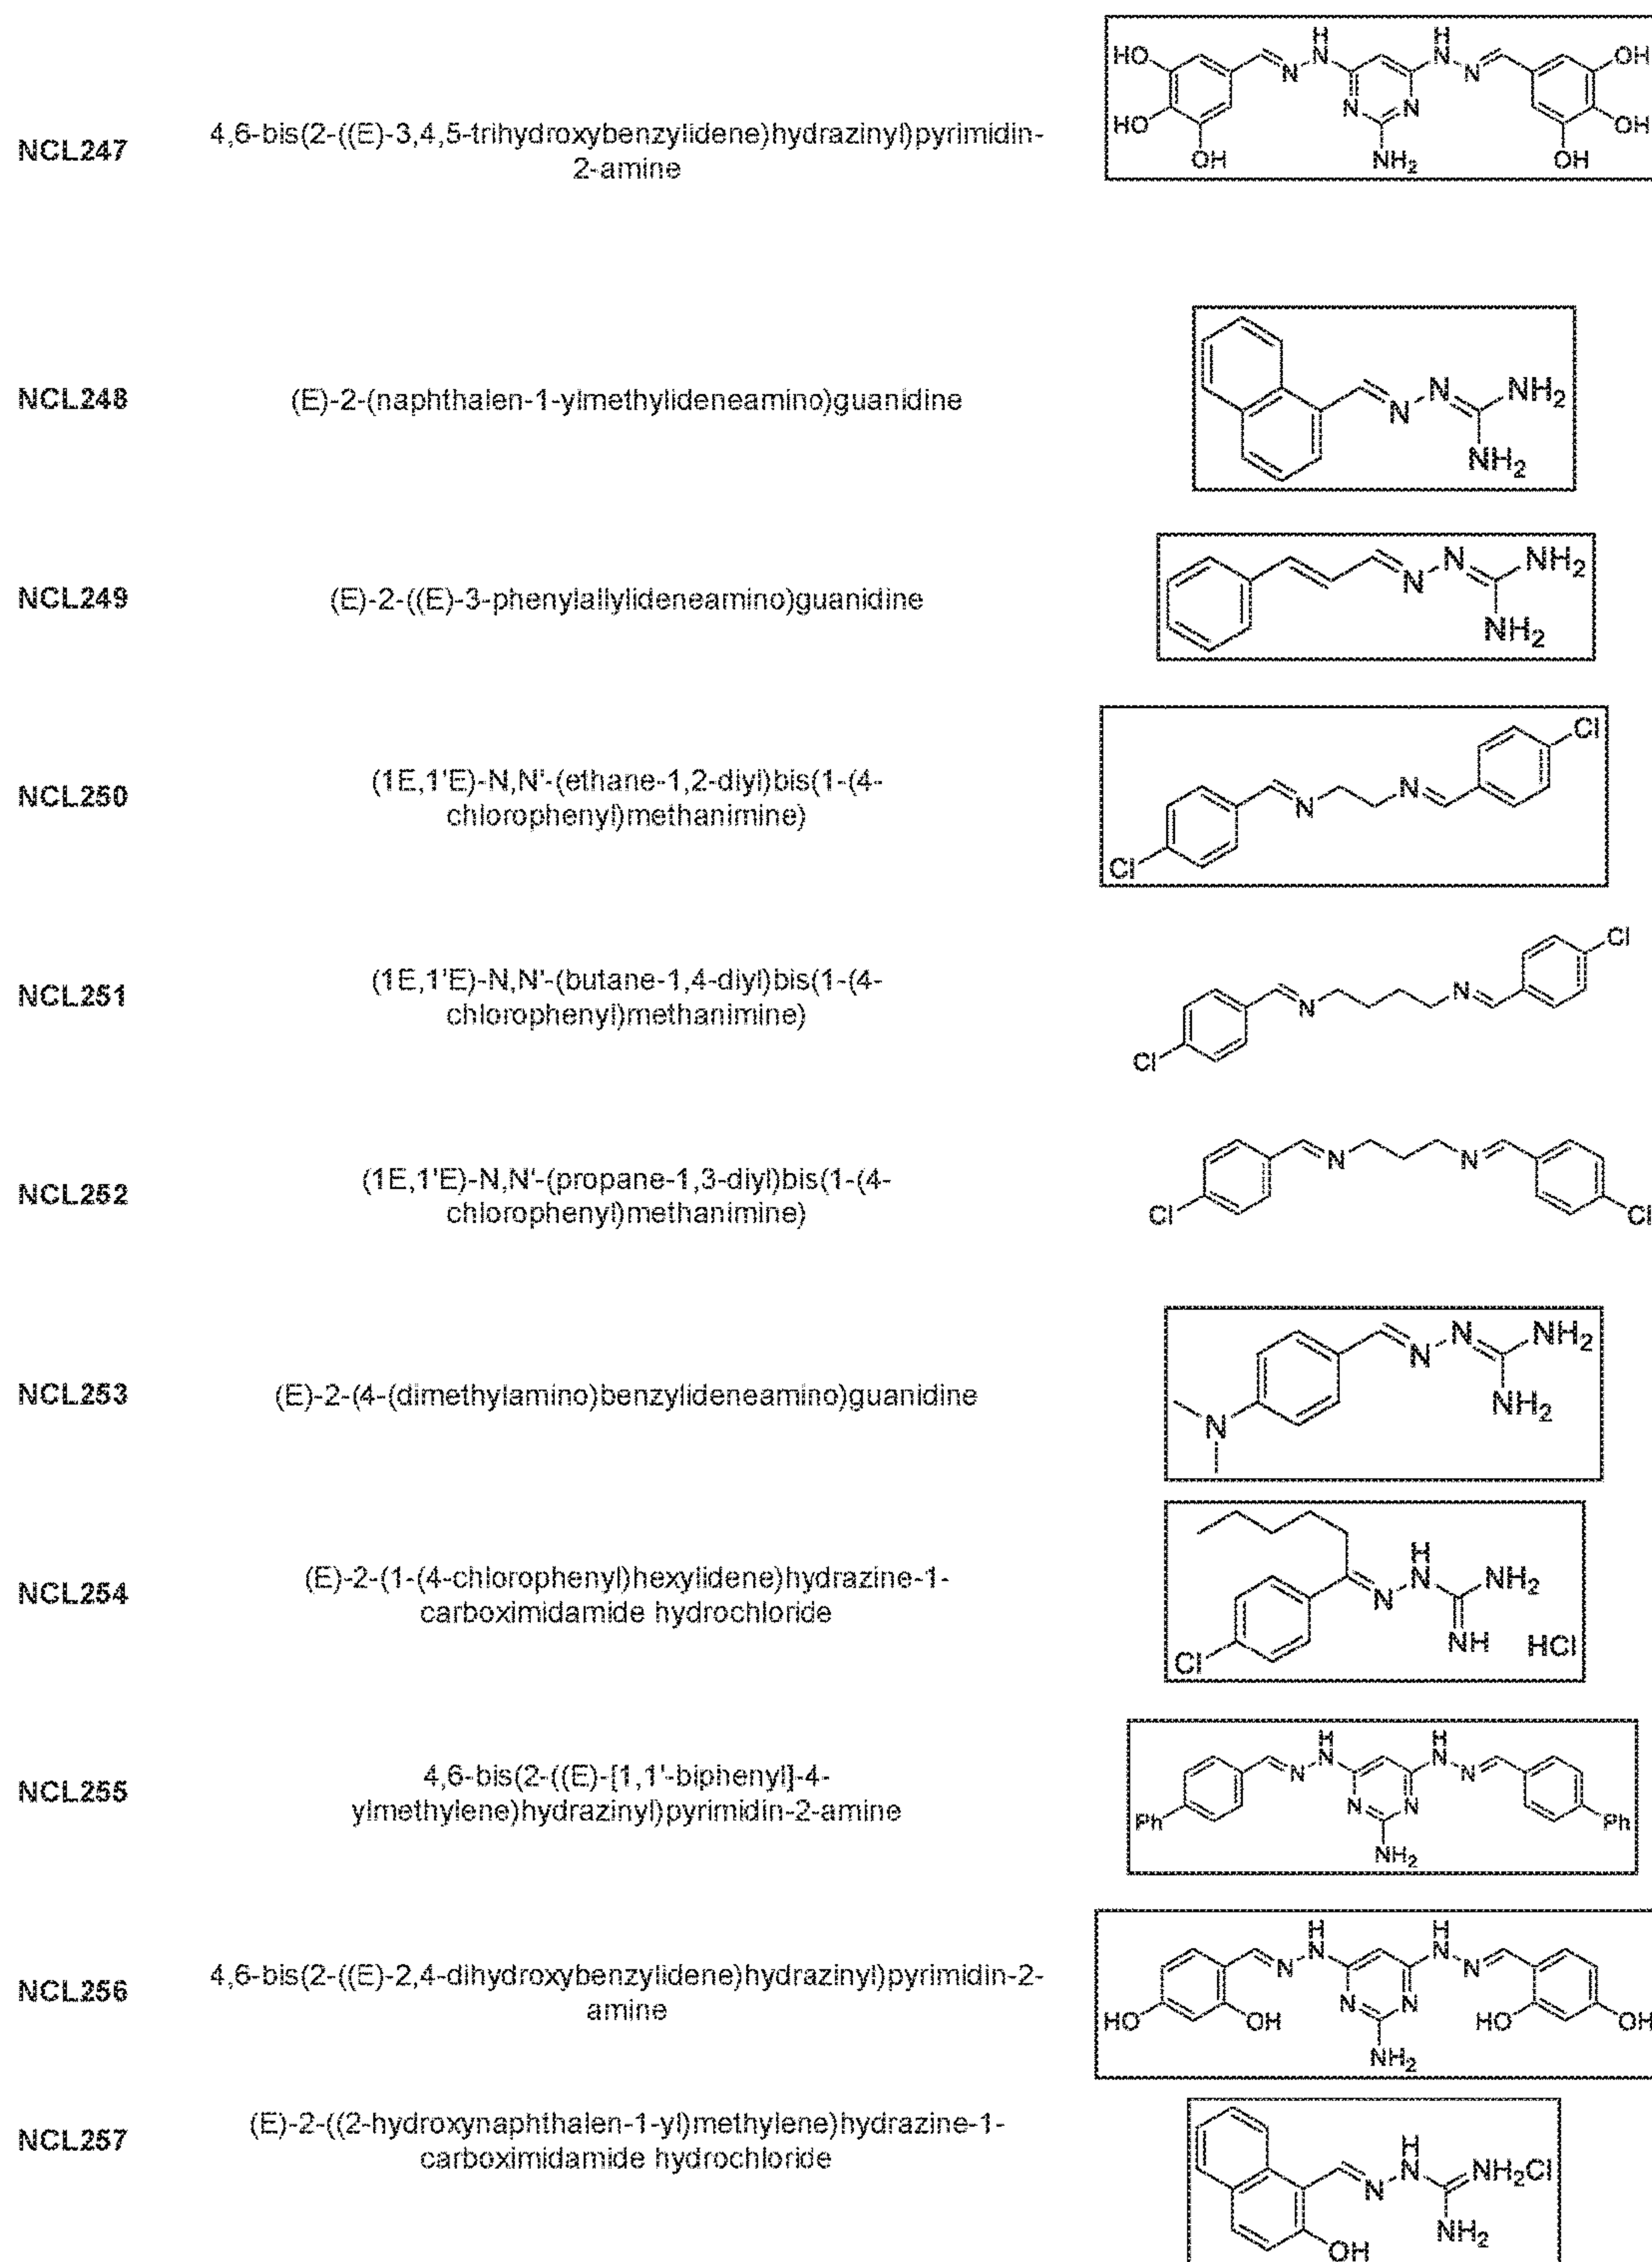 NCL247
4,6-bis(2-((E)-3,4,5-trihydroxybenzylidene)hydrazinyl)pyrimidin-
2-amine
H H
HO N N N N OH
HO N N OH
OH NH2 OH
NCL248
(E)-2-(naphthalen-1-ylmethylideneamino)guanidine
N N NH2
NH2
NCL249
(E)-2-((E)-3-phenylallylideneamino)guanidine
N N NH2
NH2
NCL250
(1E,1'E)-N,N'-(ethane-1,2-diyl)bis(1-(4-
chlorophenyl)methanimine)
Cl
N N
Cl
NCL251
(1E,1'E)-N,N'-(butane-1,4-diyl)bis(1-(4-
chlorophenyl)methanimine)
Cl
N N
Cl
NCL252
(1E,1'E)-N,N'-(propane-1,3-diyl)bis(1-(4-
chlorophenyl)methanimine)
N N
Cl Cl
NCL253
(E)-2-(4-(dimethylamino)benzylideneamino)guanidine
N N NH2
NH2
N
NCL254
(E)-2-(1-(4-chlorophenyl)hexylidene)hydrazine-1-
carboximidamide hydrochloride
H
N N NH2
NH HCl
Cl
NCL255
4,6-bis(2-((E)-[1,1'-biphenyl]-4-
ylmethylene)hydrazinyl)pyrimidin-2-amine
H H
N N N N
Ph N N Ph
NH2
NCL256
4,6-bis(2-((E)-2,4-dihydroxybenzylidene)hydrazinyl)pyrimidin-2-
amine
H H
N N N N
N N
HO OH HO OH
NH2
NCL257
(E)-2-((2-hydroxynaphthalen-1-yl)methylene)hydrazine-1-
carboximidamide hydrochloride
H
N N NH2Cl
NH2
OH